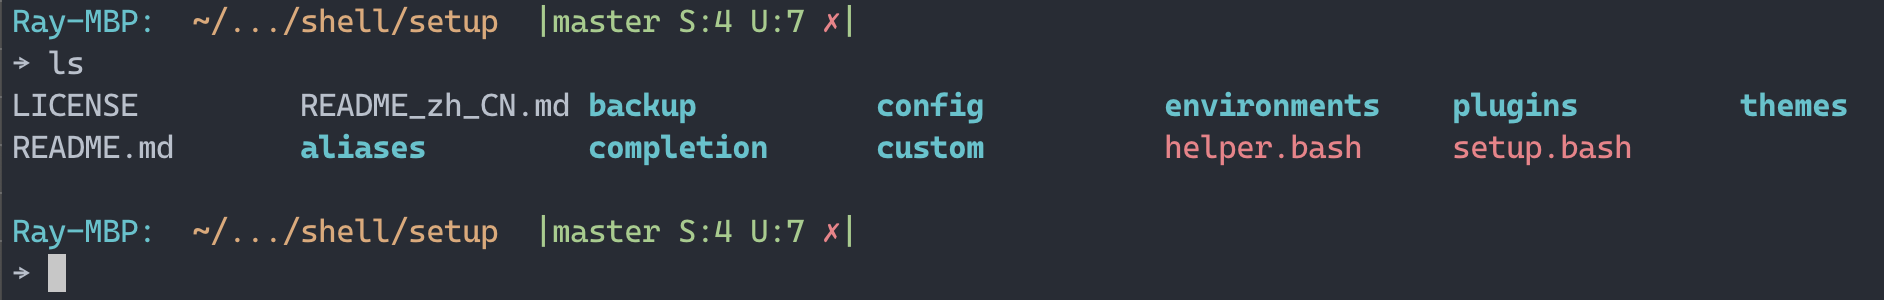 Ray-MBP:  ~/.../shell/setup  |master S:4 U:7 ✗|
→ ls
LICENSE         README_zh_CN.md backup          config          environments    plugins         themes
README.md       aliases         completion      custom          helper.bash     setup.bash
Ray-MBP:  ~/.../shell/setup  |master S:4 U:7 ✗|
→